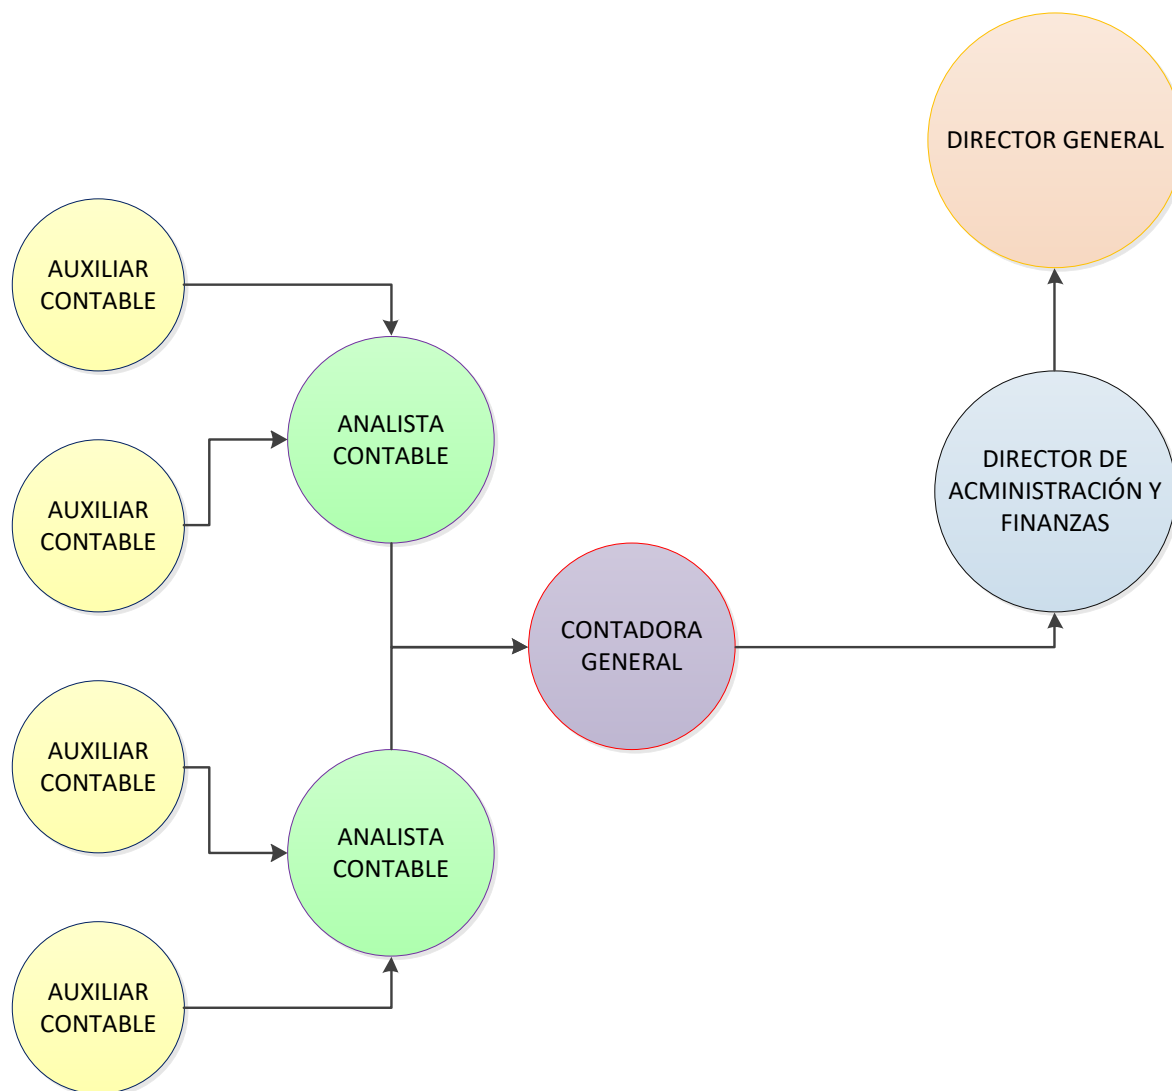 DIRECTOR GENERAL
AUXILIAR
CONTABLE
ANALISTA
CONTABLE
AUXILIAR
CONTABLE
DIRECTOR DE
ACMINISTRACIÓN Y
FINANZAS
CONTADORA
GENERAL
AUXILIAR
CONTABLE
ANALISTA
CONTABLE
AUXILIAR
CONTABLE